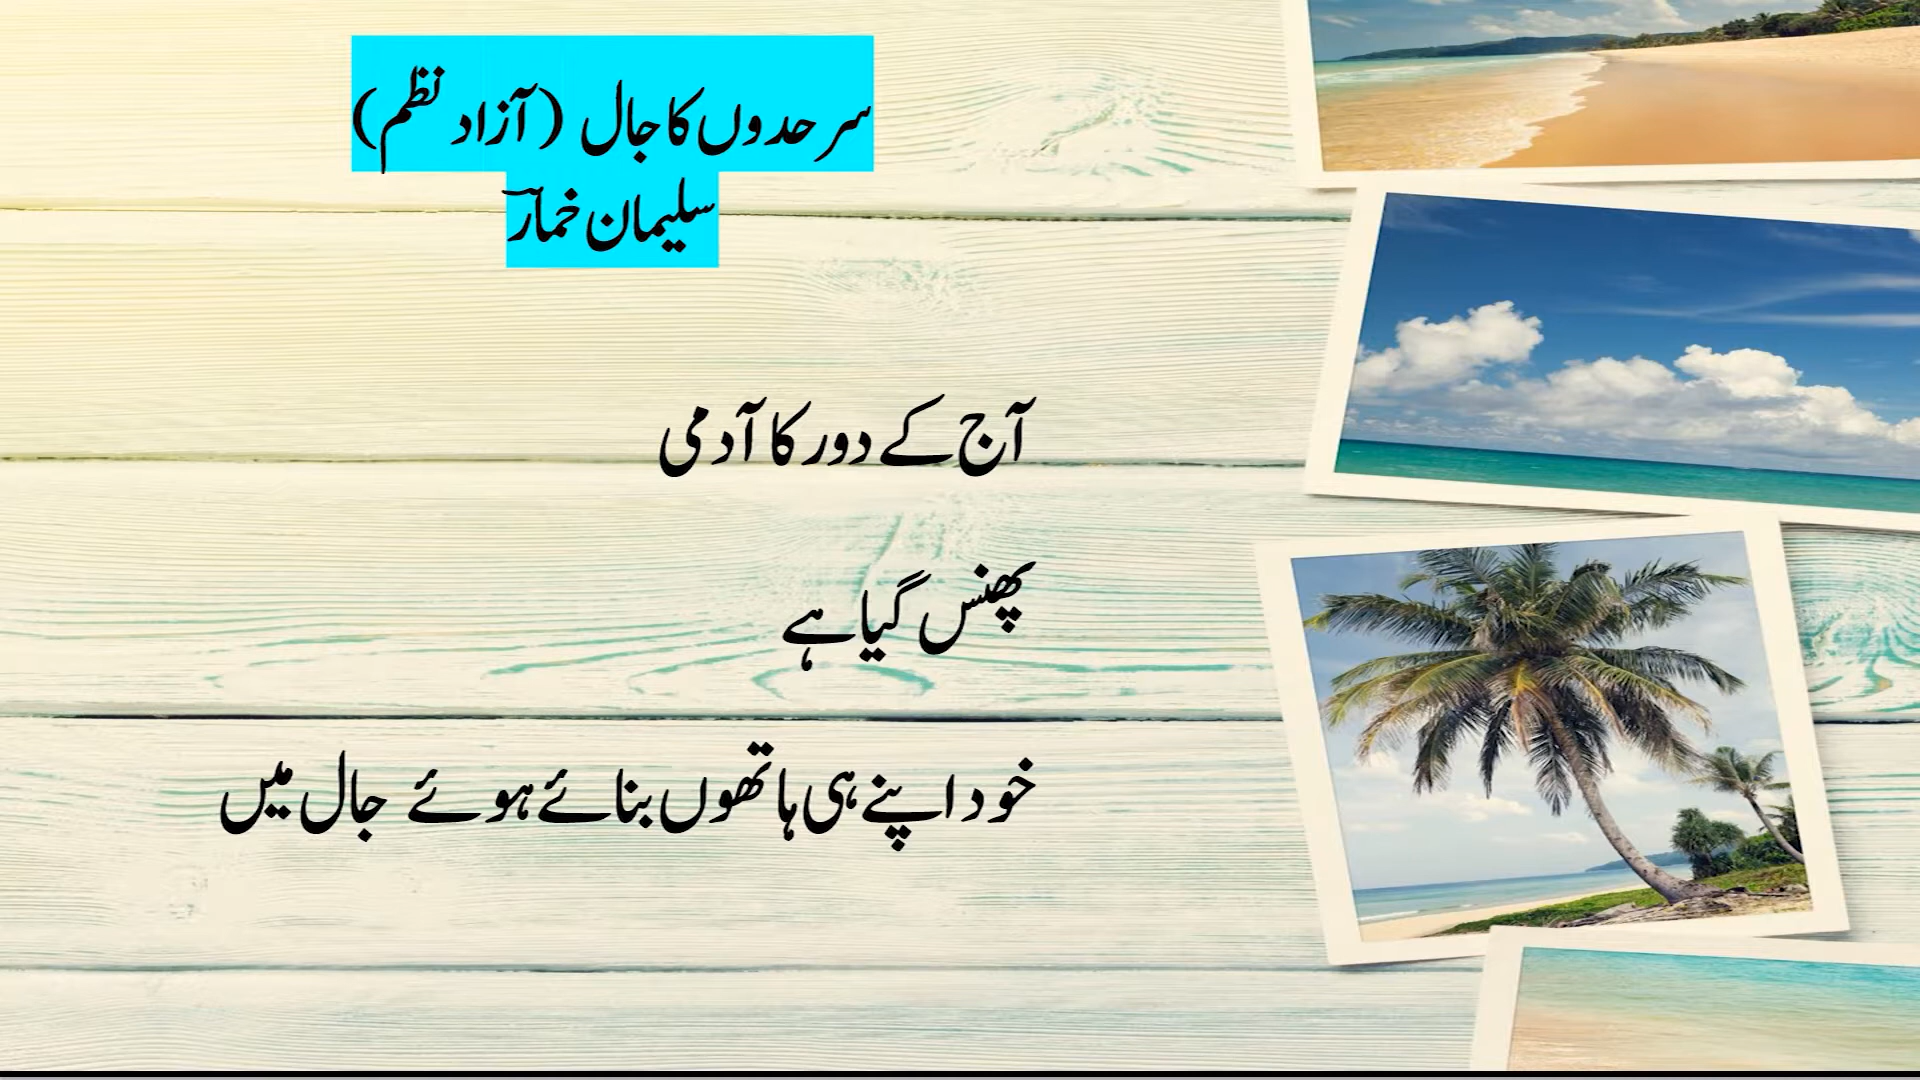 سرحدوں کا جال (آزاد نظم)
سلیمان خمارؔ
آج کے دور کا آدمی
پھنس گیا ہے
خود اپنے ہی ہاتھوں بنائے ہوئے جال میں